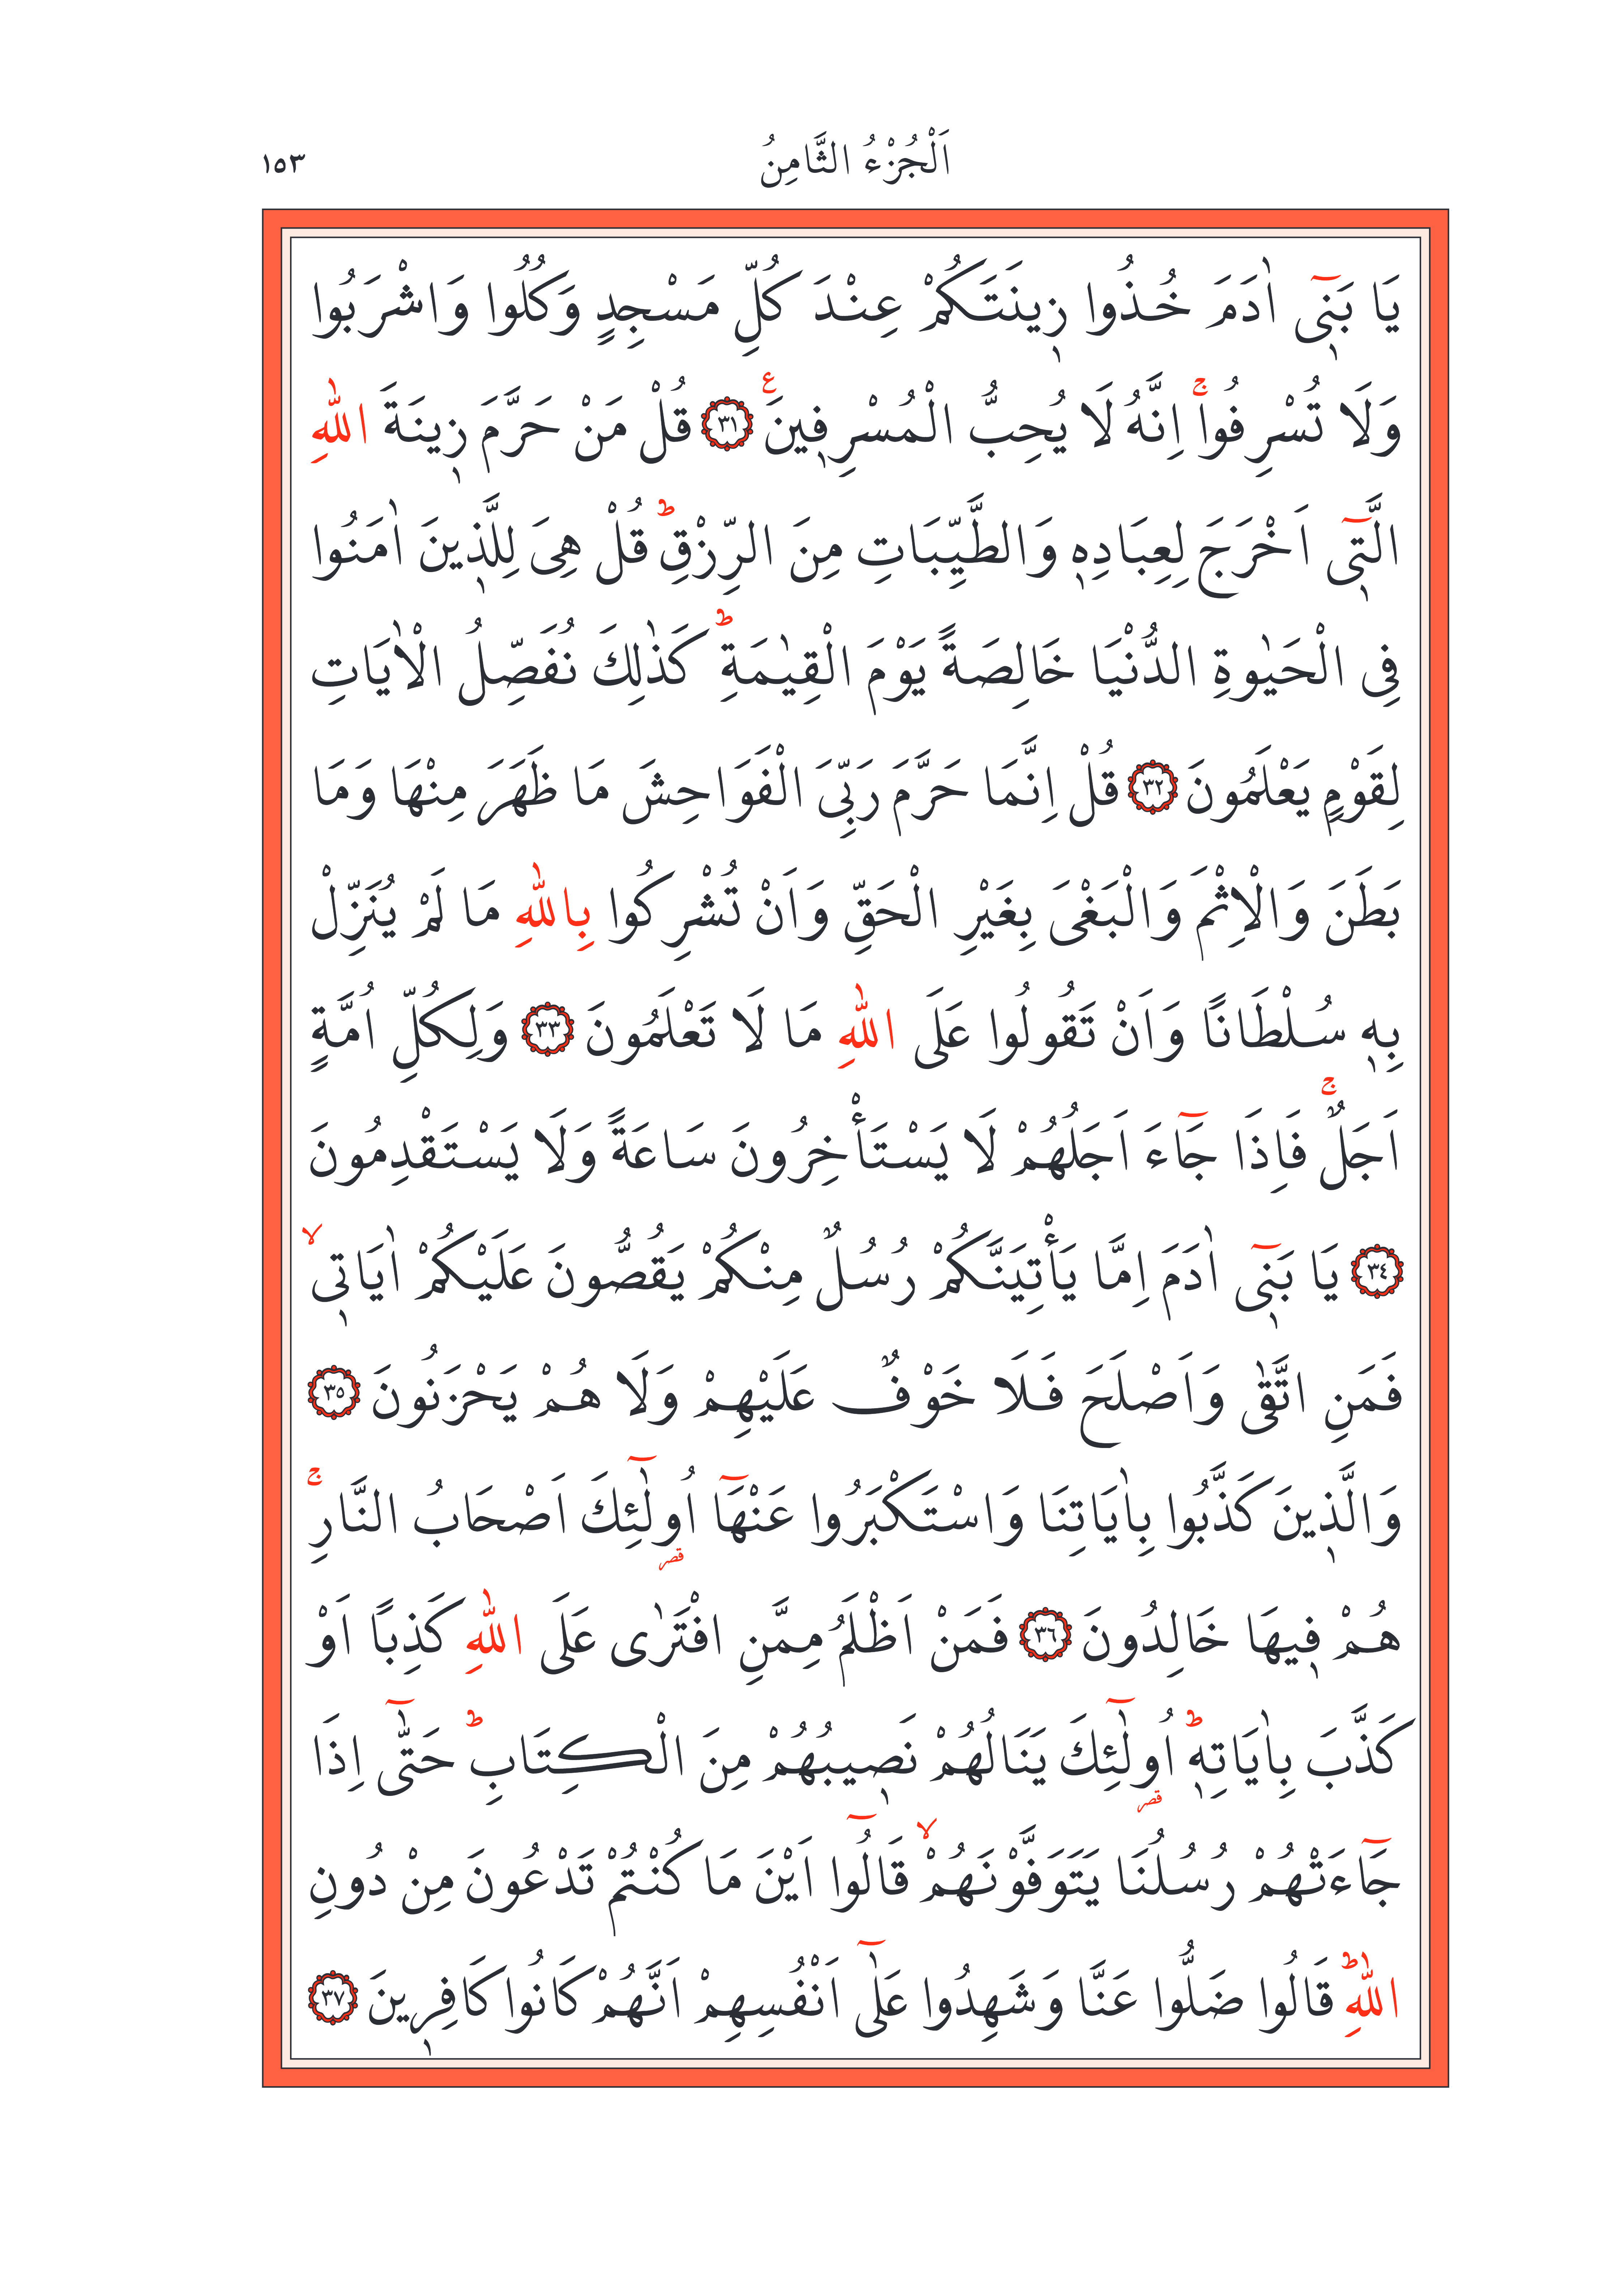 اَلْجُزْءُ الثَّامِنُ ١٥٣
يَا بَنٖٓى اٰدَمَ خُذُوا زٖينَتَكُمْ عِنْدَ كُلِّ مَسْجِدٍ وَكُلُوا وَاشْرَبُوا
وَلَا تُسْرِفُواۚ اِنَّهُ لَا يُحِبُّ الْمُسْرِفٖينَࣖ ﴿٣١﴾ قُلْ مَنْ حَرَّمَ زٖينَةَ اللّٰهِ
الَّتٖٓى اَخْرَجَ لِعِبَادِهٖ وَالطَّيِّبَاتِ مِنَ الرِّزْقِؕ قُلْ هِىَ لِلَّذٖينَ اٰمَنُوا
فِى الْحَيٰوةِ الدُّنْيَا خَالِصَةً يَوْمَ الْقِيٰمَةِؕ كَذٰلِكَ نُفَصِّلُ الْاٰيَاتِ
لِقَوْمٍ يَعْلَمُونَ ﴿٣٢﴾ قُلْ اِنَّمَا حَرَّمَ رَبِّىَ الْفَوَاحِشَ مَا ظَهَرَ مِنْهَا وَمَا
بَطَنَ وَالْاِثْمَ وَالْبَغْىَ بِغَيْرِ الْحَقِّ وَاَنْ تُشْرِكُوا بِاللّٰهِ مَا لَمْ يُنَزِّلْ
بِهٖ سُلْطَانًا وَاَنْ تَقُولُوا عَلَى اللّٰهِ مَا لَا تَعْلَمُونَ ﴿٣٣﴾ وَلِكُلِّ اُمَّةٍ
اَجَلٌۚ فَاِذَا جَٓاءَ اَجَلُهُمْ لَا يَسْتَأْخِرُونَ سَاعَةً وَلَا يَسْتَقْدِمُونَ
﴿٣٤﴾ يَا بَنٖٓى اٰدَمَ اِمَّا يَأْتِيَنَّكُمْ رُسُلٌ مِنْكُمْ يَقُصُّونَ عَلَيْكُمْ اٰيَاتٖىۙ
فَمَنِ اتَّقٰى وَاَصْلَحَ فَلَا خَوْفٌ عَلَيْهِمْ وَلَا هُمْ يَحْزَنُونَ ﴿٣٥﴾
وَالَّذٖينَ كَذَّبُوا بِاٰيَاتِنَا وَاسْتَكْبَرُوا عَنْهَٓا اُو۬لٰٓئِكَ اَصْحَابُ النَّارِۚ
قصر
هُمْ فٖيهَا خَالِدُونَ ﴿٣٦﴾ فَمَنْ اَظْلَمُ مِمَّنِ افْتَرٰى عَلَى اللّٰهِ كَذِبًا اَوْ
كَذَّبَ بِاٰيَاتِهٖؕ اُولٰٓئِكَ يَنَالُهُمْ نَصٖيبُهُمْ مِنَ الْكِتَابِؕ حَتّٰٓى اِذَا
قصر
جَٓاءَتْهُمْ رُسُلُنَا يَتَوَفَّوْنَهُمْۙ قَالُٓوا اَيْنَ مَا كُنْتُمْ تَدْعُونَ مِنْ دُونِ
اللّٰهِؕ قَالُوا ضَلُّوا عَنَّا وَشَهِدُوا عَلٰٓى اَنْفُسِهِمْ اَنَّهُمْ كَانُوا كَافِرٖينَ ﴿٣٧﴾